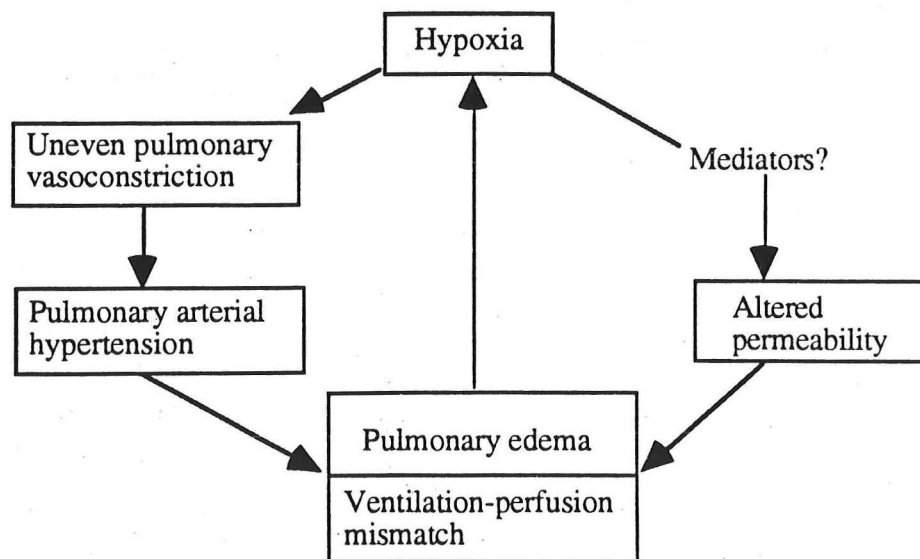 Hypoxia
Uneven pulmonary
vasoconstriction
Mediators?
Pulmonary arterial
hypertension
Altered
permeability
Pulmonary edema
Ventilation-perfusion
mismatch